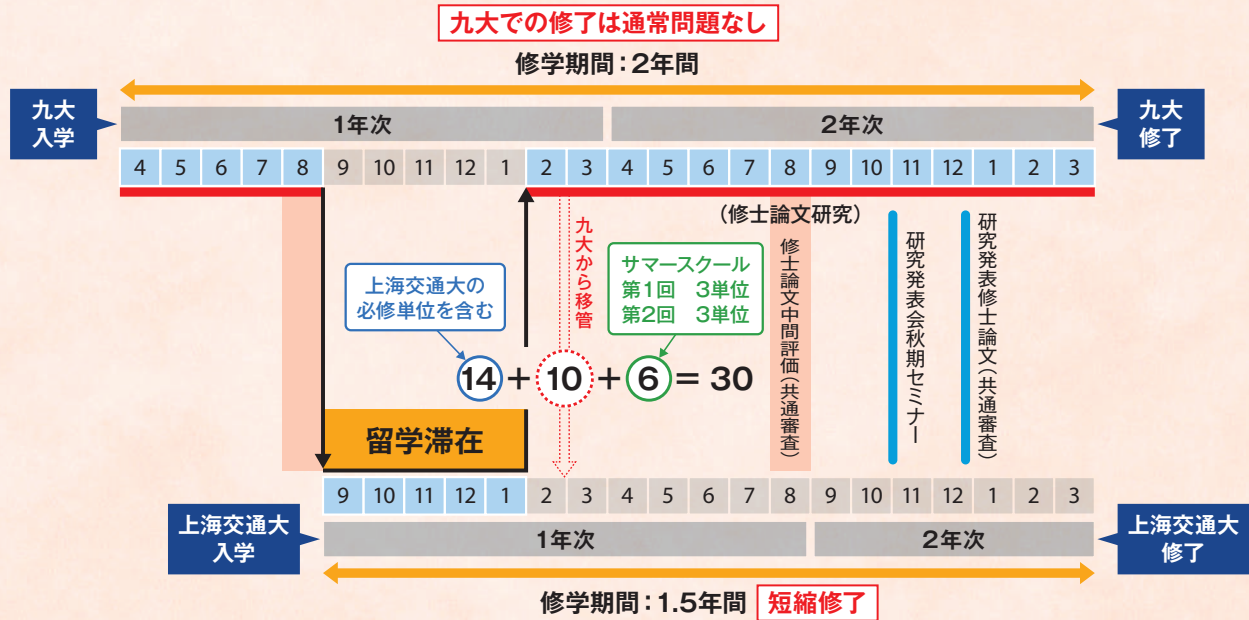 九大での修了は通常問題なし
修学期間：2年間
九大
入学
1年次
2年次
九大
修了
4 5 6 7 8 9 10 11 12 1 2 3 4 5 6 7 8 9 10 11 12 1 2 3
（修士論文研究）
上海交通大の
必修単位を含む
九大から移管
サマースクール
第1回 3単位
第2回 3単位
修士論文中間評価（共通審査）
研究発表会秋期セミナー
研究発表修士論文（共通審査）
14 + 10 + 6 = 30
留学滞在
9 10 11 12 1 2 3 4 5 6 7 8 9 10 11 12 1 2 3
上海交通大
入学
1年次
2年次
上海交通大
修了
修学期間：1.5年間 短縮修了